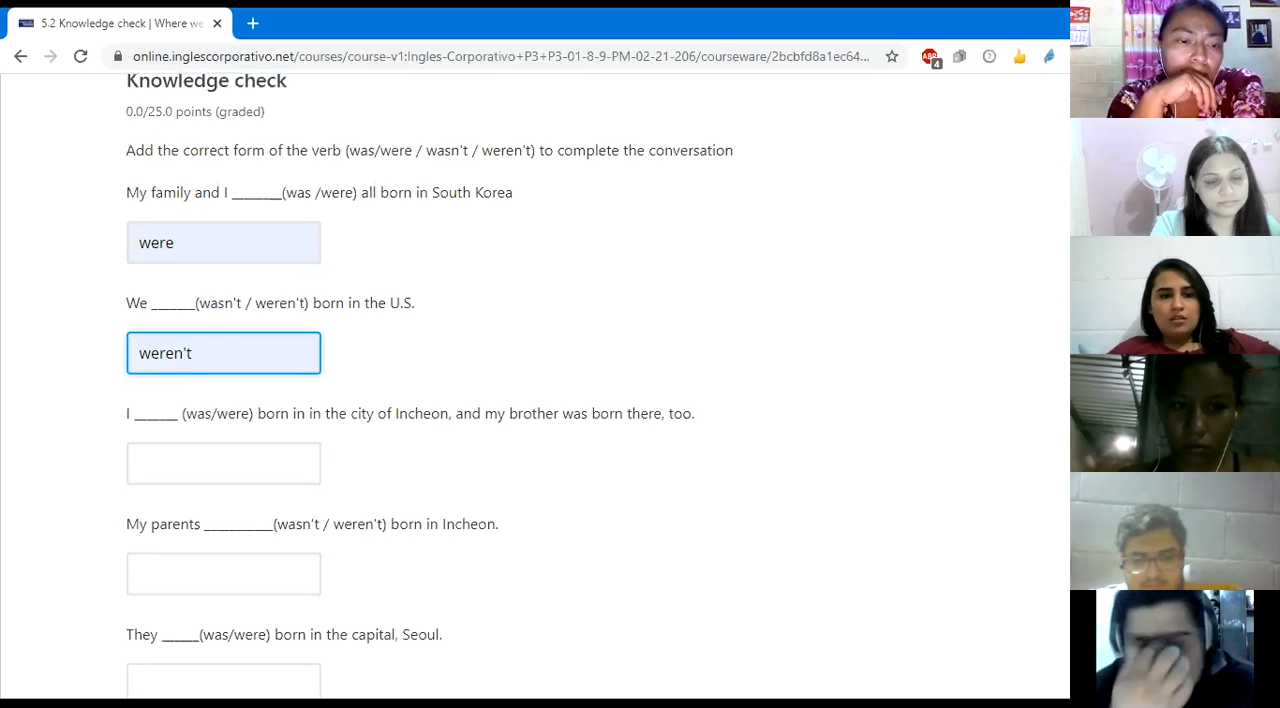 5.2 Knowledge check | Where we
online.inglescorporativo.net/courses/course-v1:Ingles-Corporativo+P3+P3-01-8-9-PM-02-21-206/courseware/2bcbfd8a1ec64...
ABP
4
Knowledge check
0.0/25.0 points (graded)
Add the correct form of the verb (was/were / wasn't / weren't) to complete the conversation
My family and I ________(was /were) all born in South Korea
were
We ______(wasn't / weren't) born in the U.S.
weren't
I ______ (was/were) born in in the city of Incheon, and my brother was born there, too.
My parents __________(wasn't / weren't) born in Incheon.
They ______(was/were) born in the capital, Seoul.